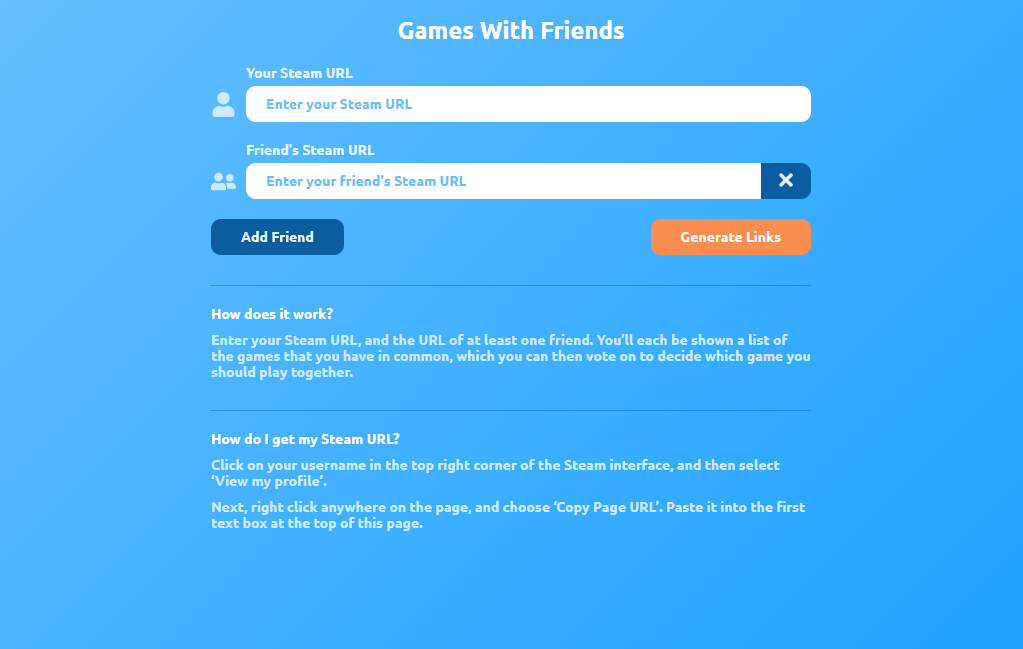 Games With Friends
Your Steam URL
Enter your Steam URL
Friend's Steam URL
Enter your friend's Steam URL
Add Friend
Generate Links
How does it work?
Enter your Steam URL, and the URL of at least one friend. You’ll each be shown a list of
the games that you have in common, which you can then vote on to decide which game you
should play together.
How do I get my Steam URL?
Click on your username in the top right corner of the Steam interface, and then select
‘View my profile’.
Next, right click anywhere on the page, and choose ‘Copy Page URL’. Paste it into the first
text box at the top of this page.